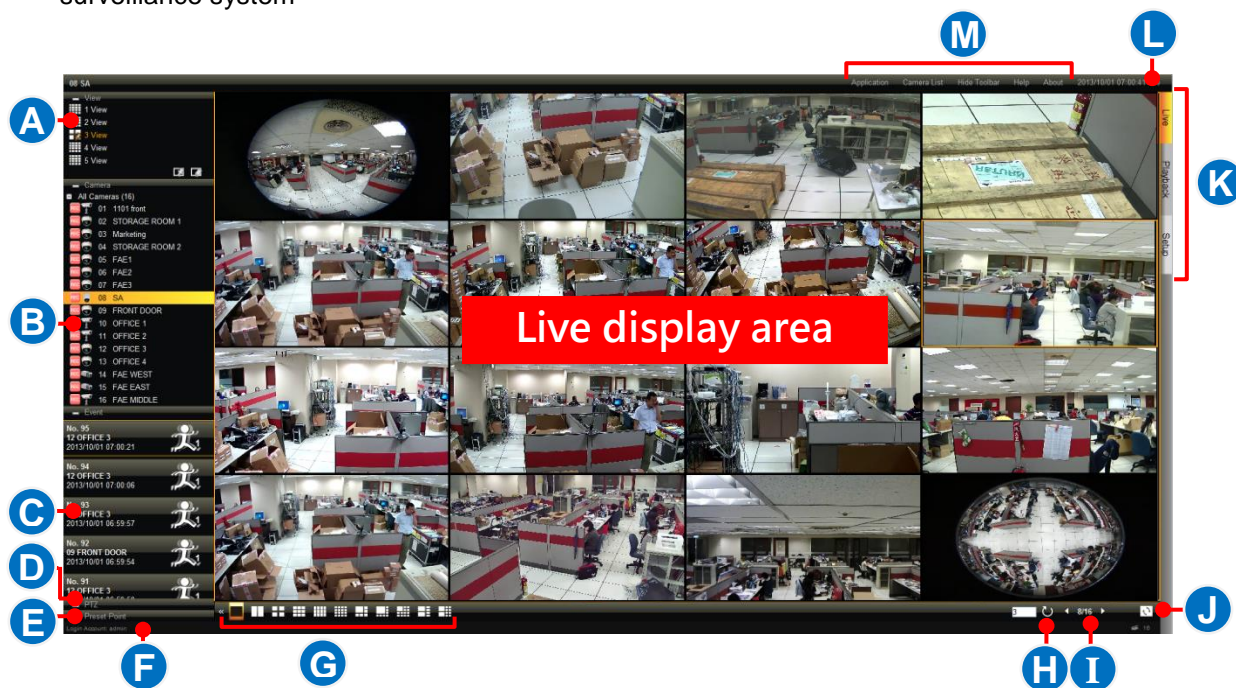 surveillance system
M
L
08 SA
Application Camera List Hide Toolbar Help About 2013/10/01 07:00:41
View
1 View
2 View
3 View
4 View
5 View
A
Live
Playback
Setup
K
Camera
All Cameras (16)
01 1101 front
02 STORAGE ROOM 1
03 Marketing
04 STORAGE ROOM 2
05 FAE1
06 FAE2
07 FAE3
08 SA
09 FRONT DOOR
10 OFFICE 1
11 OFFICE 2
12 OFFICE 3
13 OFFICE 4
14 FAE WEST
15 FAE EAST
16 FAE MIDDLE
B
Live display area
Event
No. 95
12 OFFICE 3
2013/10/01 07:00:21
No. 94
12 OFFICE 3
2013/10/01 07:00:06
93
OFFICE 3
2013/10/01 06:59:57
C
No. 92
09 FRONT DOOR
2013/10/01 06:59:54
No. 91
OFFICE 3
D
PTZ
E
Preset Point
Login Account: admin
F
G
3
8/16
H
I
J